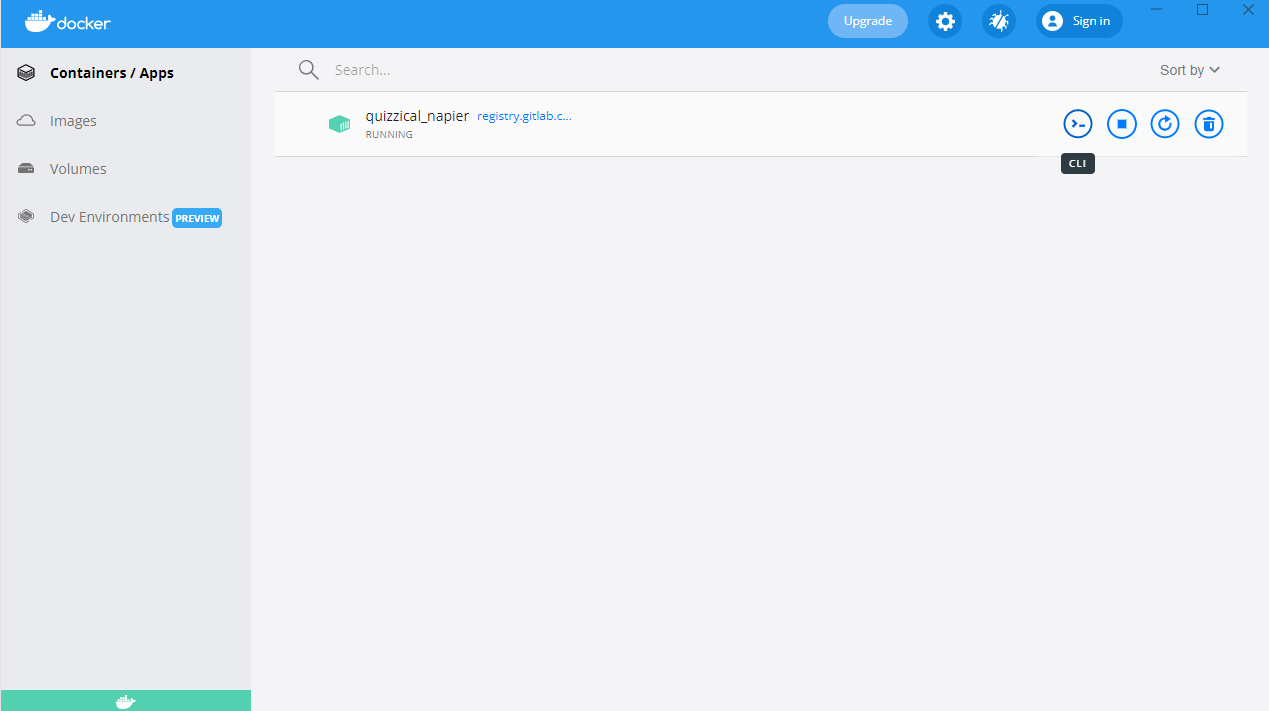 docker
Upgrade
Sign in
Containers / Apps
Images
Volumes
Dev Environments PREVIEW
Search...
Sort by
quizzical_napier registry.gitlab.c...
RUNNING
CLI